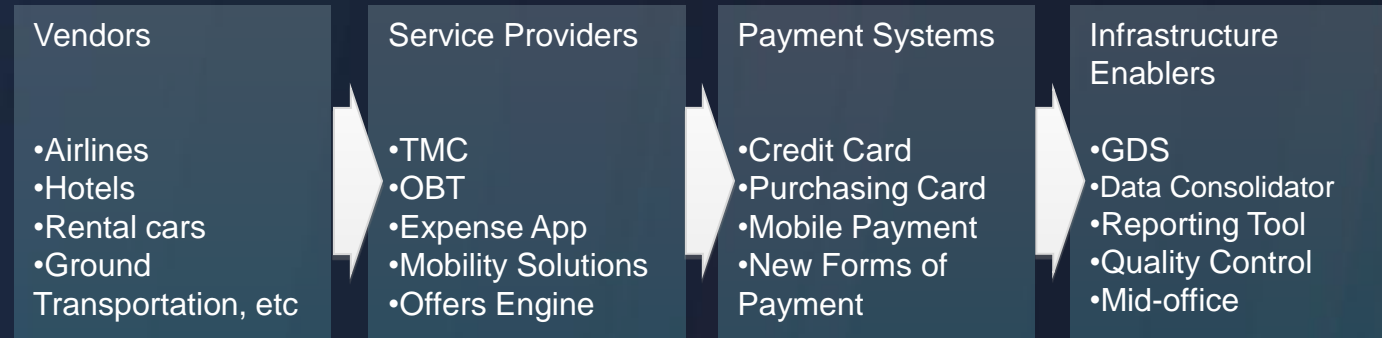 Vendors
•Airlines
•Hotels
•Rental cars
•Ground
Transportation, etc
Service Providers
•TMC
•OBT
•Expense App
•Mobility Solutions
•Offers Engine
Payment Systems
•Credit Card
•Purchasing Card
•Mobile Payment
•New Forms of
Payment
Infrastructure
Enablers
•GDS
•Data Consolidator
•Reporting Tool
•Quality Control
•Mid-office